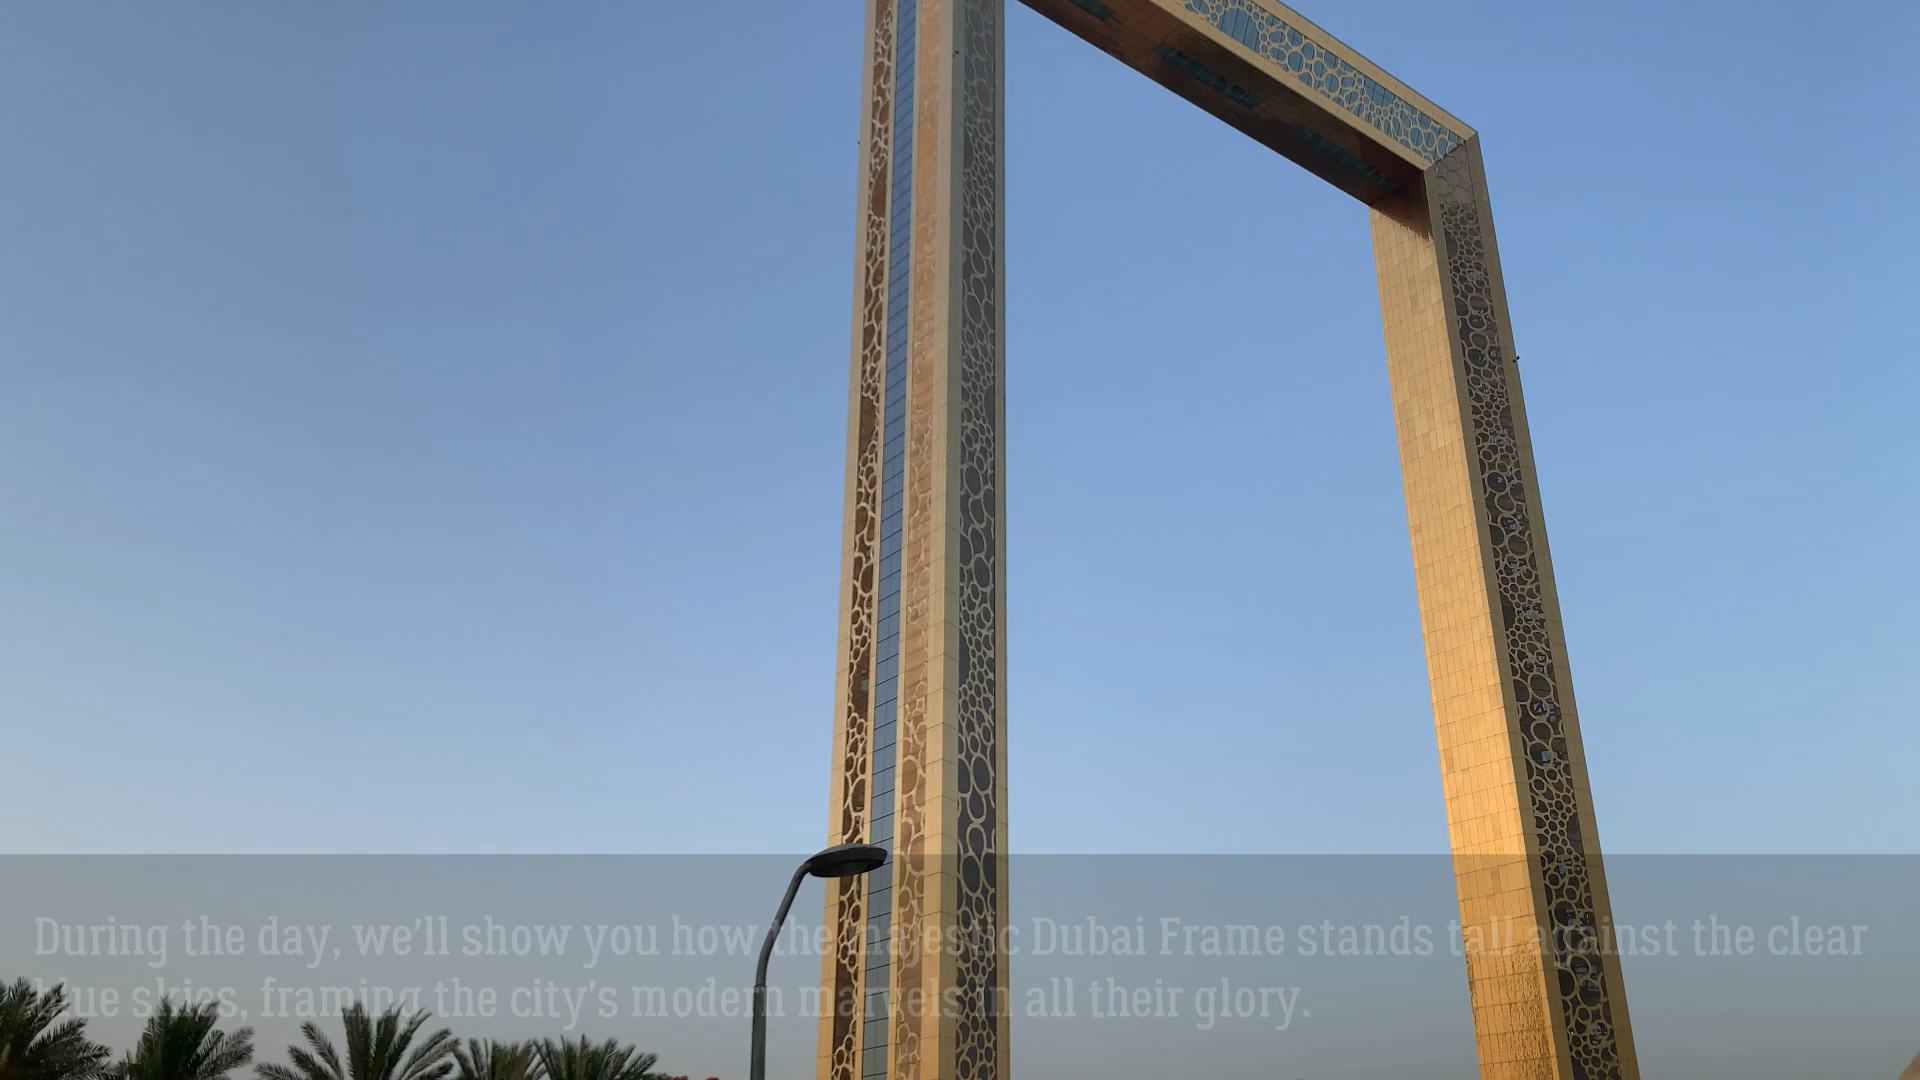 During the day, we'll show you how the majestic Dubai Frame stands tall against the clear
blue skies, framing the city's modern marvels in all their glory.